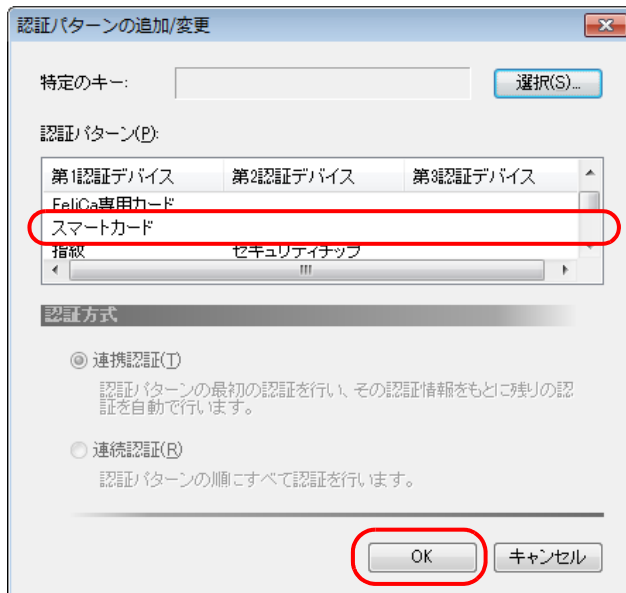 認証パターンの追加/変更
特定のキー: 選択(S)...
認証パターン(P):
第1認証デバイス 第2認証デバイス 第3認証デバイス
FeliCa専用カード
スマートカード
指紋 セキュリティチップ
認証方式
連携認証(T)
認証パターンの最初の認証を行い、その認証情報をもとに残りの認
証を自動で行います。
連続認証(R)
認証パターンの順にすべて認証を行います。
OK キャンセル